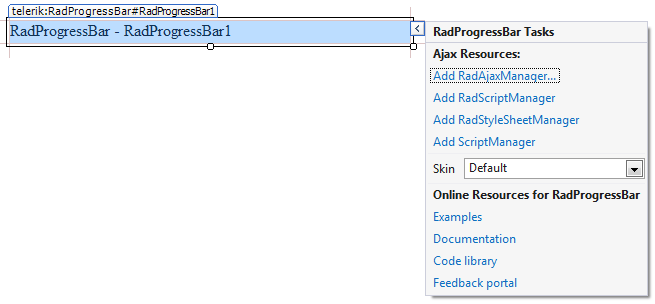 telerik:RadProgressBar#RadProgressBar1
RadProgressBar - RadProgressBar1
RadProgressBar Tasks
Ajax Resources:
Add RadAjaxManager...
Add RadScriptManager
Add RadStyleSheetManager
Add ScriptManager
Skin Default
Online Resources for RadProgressBar
Examples
Documentation
Code library
Feedback portal